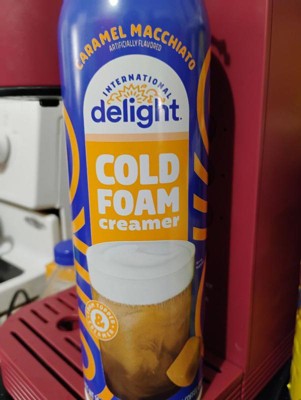 CARAMEL MACCHIATO
ARTIFICIALLY FLAVORED
INTERNATIONAL
delight
COLD
FOAM
creamer
&